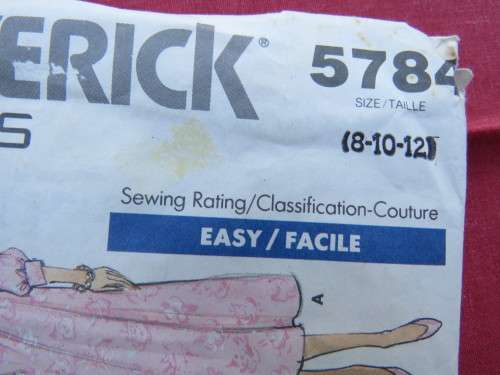 ERICK® 5784
SIZE/TAILLE
S (8-10-12)
Sewing Rating/Classification-Couture
EASY/FACILE
A